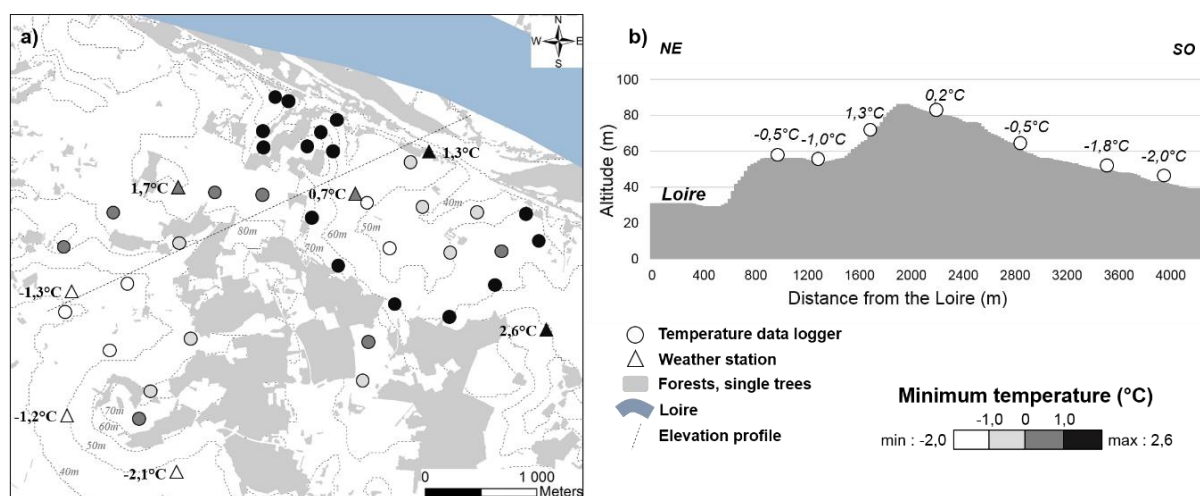 a)
N
W E
S
1,3°C
1,7°C
0,7°C
40m
50m
60m
80m
70m
-1,3°C
2,6°C
-1,2°C
70m
60m
50m
40m
-2,1°C
0 1 000
Meters
b)
NE SO
100
80
60
40
20
0
Altitude (m)
-0,5°C
-1,0°C
1,3°C
0,2°C
-0,5°C
-1,8°C
-2,0°C
Loire
0 400 800 1200 1600 2000 2400 2800 3200 3600 4000
Distance from the Loire (m)
Temperature data logger
Weather station
Forests, single trees
Loire
Elevation profile
Minimum temperature (°C)
-1,0 0 1,0
min : -2,0 max : 2,6